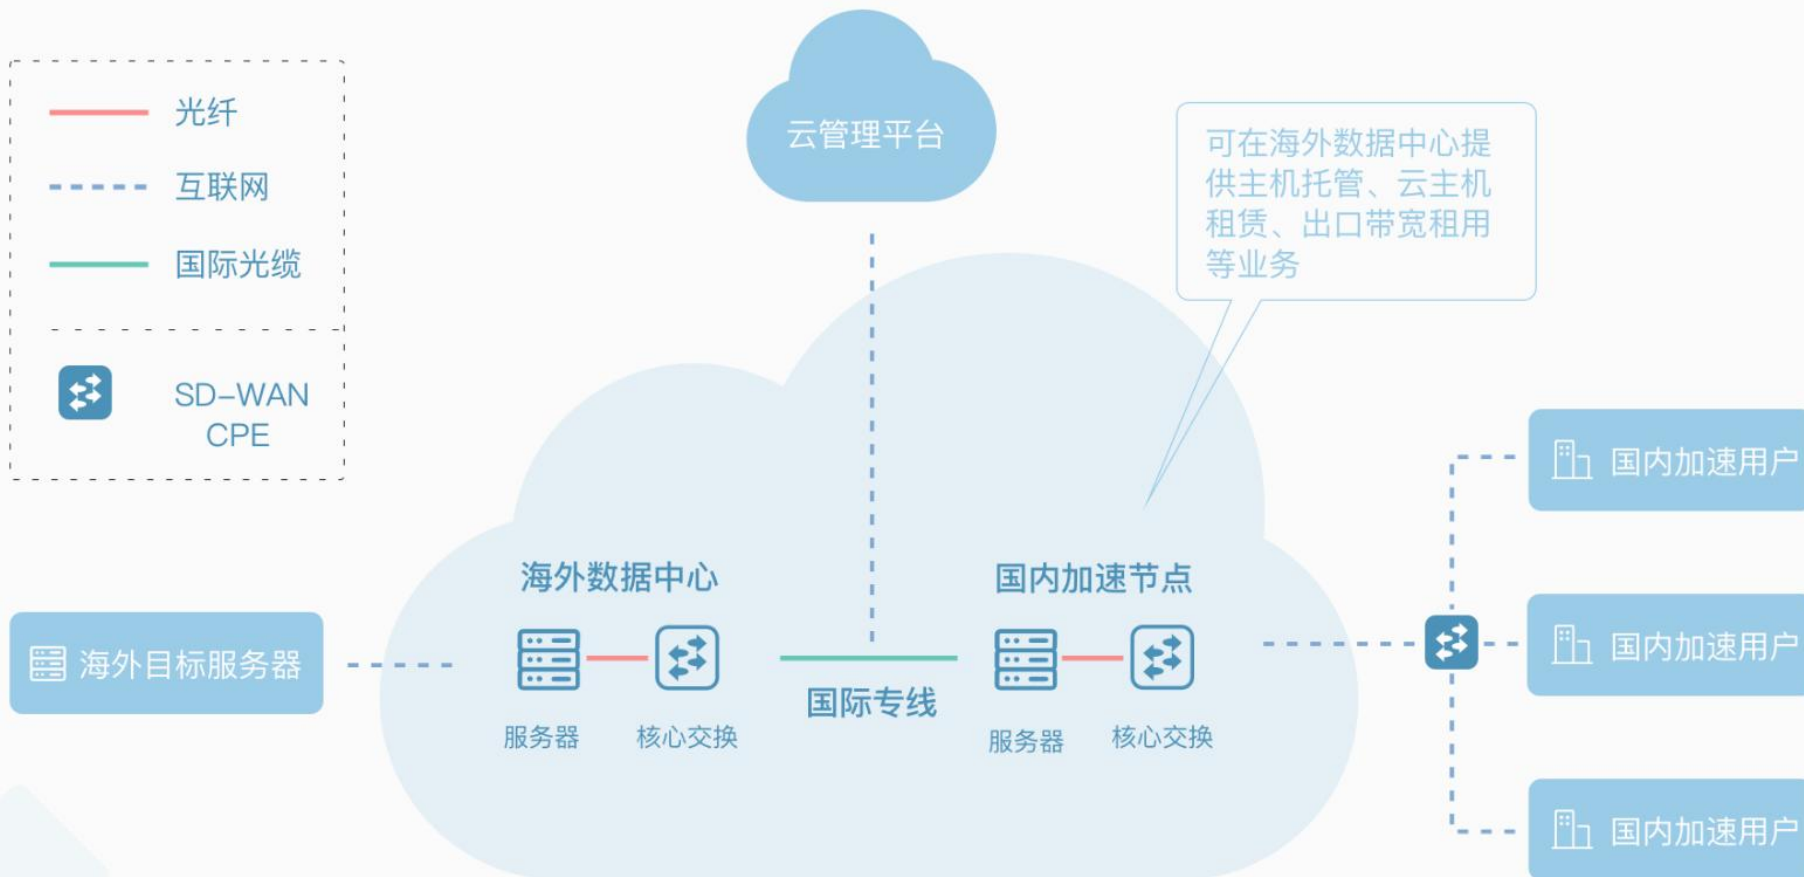 光纤
互联网
国际光缆
SD-WAN
CPE
云管理平台
可在海外数据中心提
供主机托管、云主机
租赁、出口带宽租用
等业务
海外目标服务器
海外数据中心
服务器
核心交换
国际专线
国内加速节点
服务器
核心交换
国内加速用户
国内加速用户
国内加速用户